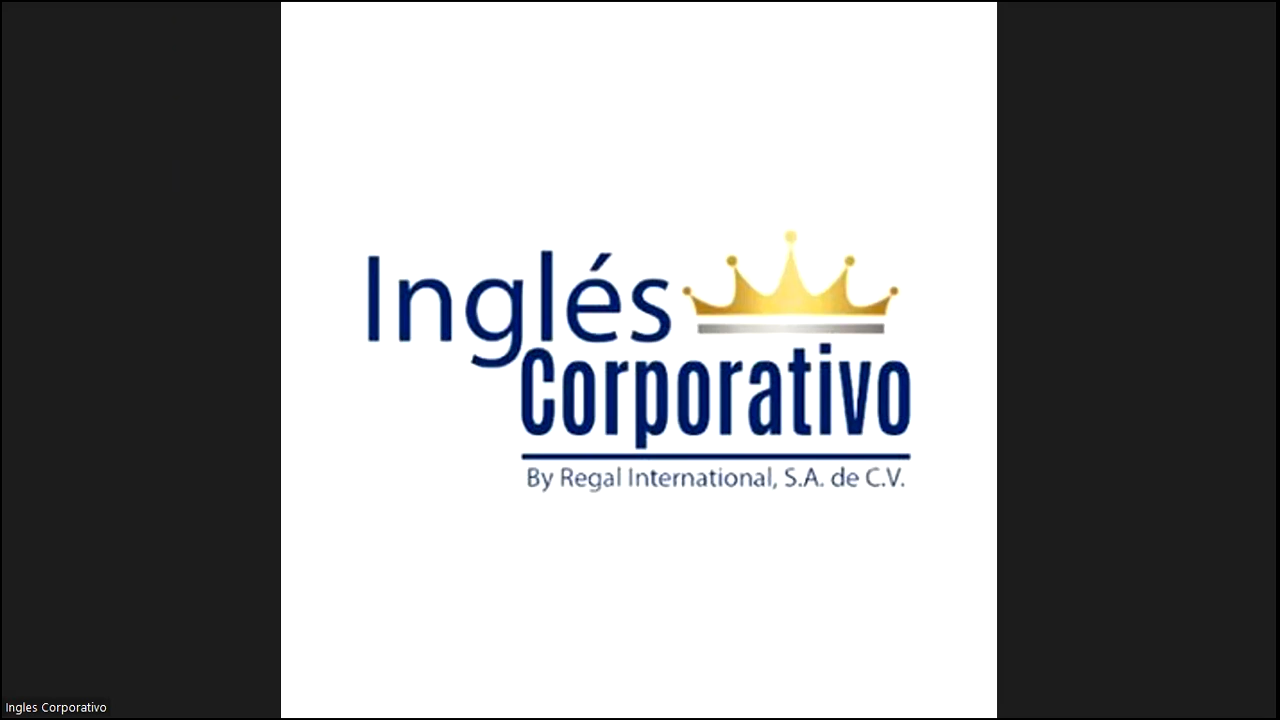 Inglés
Corporativo
By Regal International, S.A. de C.V.
Ingles Corporativo